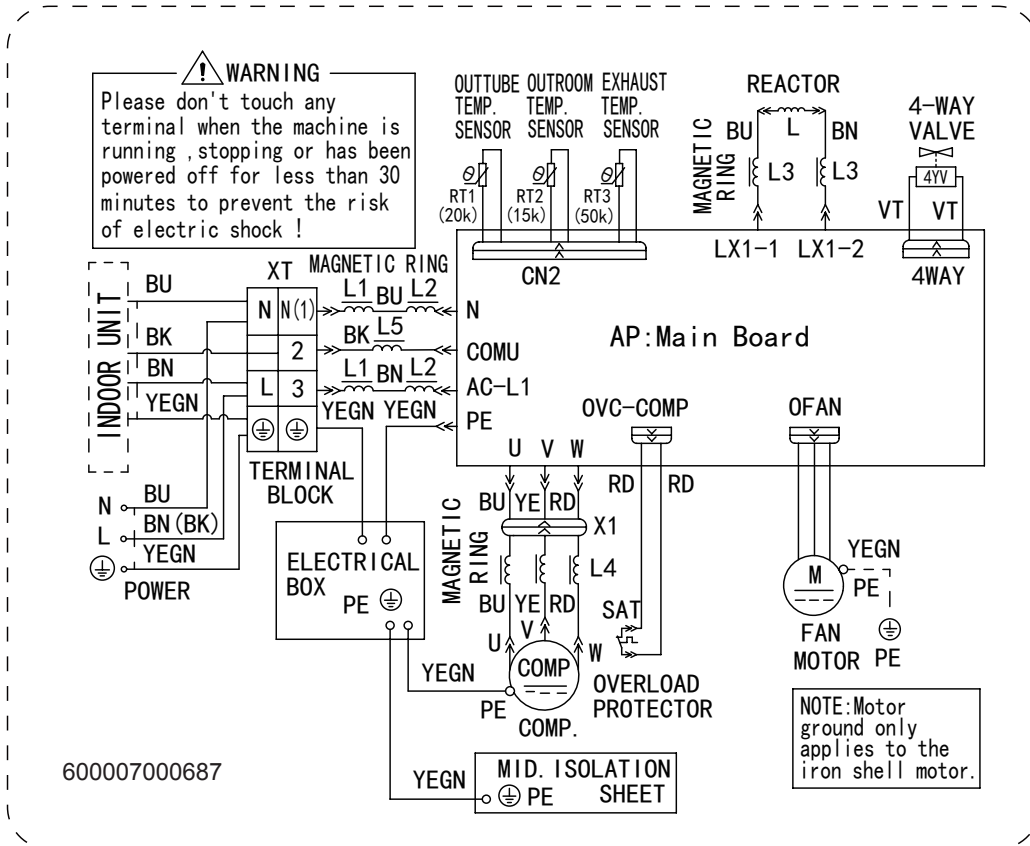 WARNING
Please don't touch any
terminal when the machine is
running ,stopping or has been
powered off for less than 30
minutes to prevent the risk
of electric shock !
OUTTUBE OUTROOM EXHAUST
TEMP. TEMP. TEMP.
SENSOR SENSOR SENSOR
θ θ θ
RT1 RT2 RT3
(20k) (15k) (50k)
CN2
REACTOR
L
BU BN
MAGNETIC
RING
L3 L3
LX1-1 LX1-2
4-WAY
VALVE
4YV
VT VT
4WAY
INDOOR UNIT
BU
BK
BN
YEGN
XT
N N(1)
2
L 3
TERMINAL
BLOCK
MAGNETIC RING
L1 BU L2
BK L5
L1 BN L2
YEGN YEGN
N
COMU
AC-L1
PE
AP:Main Board
OVC-COMP
OFAN
U V W
N BU
L BN(BK)
YEGN
POWER
ELECTRICAL
BOX
PE
MAGNETIC
RING
BU YE RD
X1
L4
BU YE RD
U V W
COMP
PE
COMP.
YEGN
RD RD
SAT
OVERLOAD
PROTECTOR
M
YEGN
PE
FAN
MOTOR
PE
NOTE:Motor
ground only
applies to the
iron shell motor.
600007000687
YEGN
MID. ISOLATION
SHEET
PE